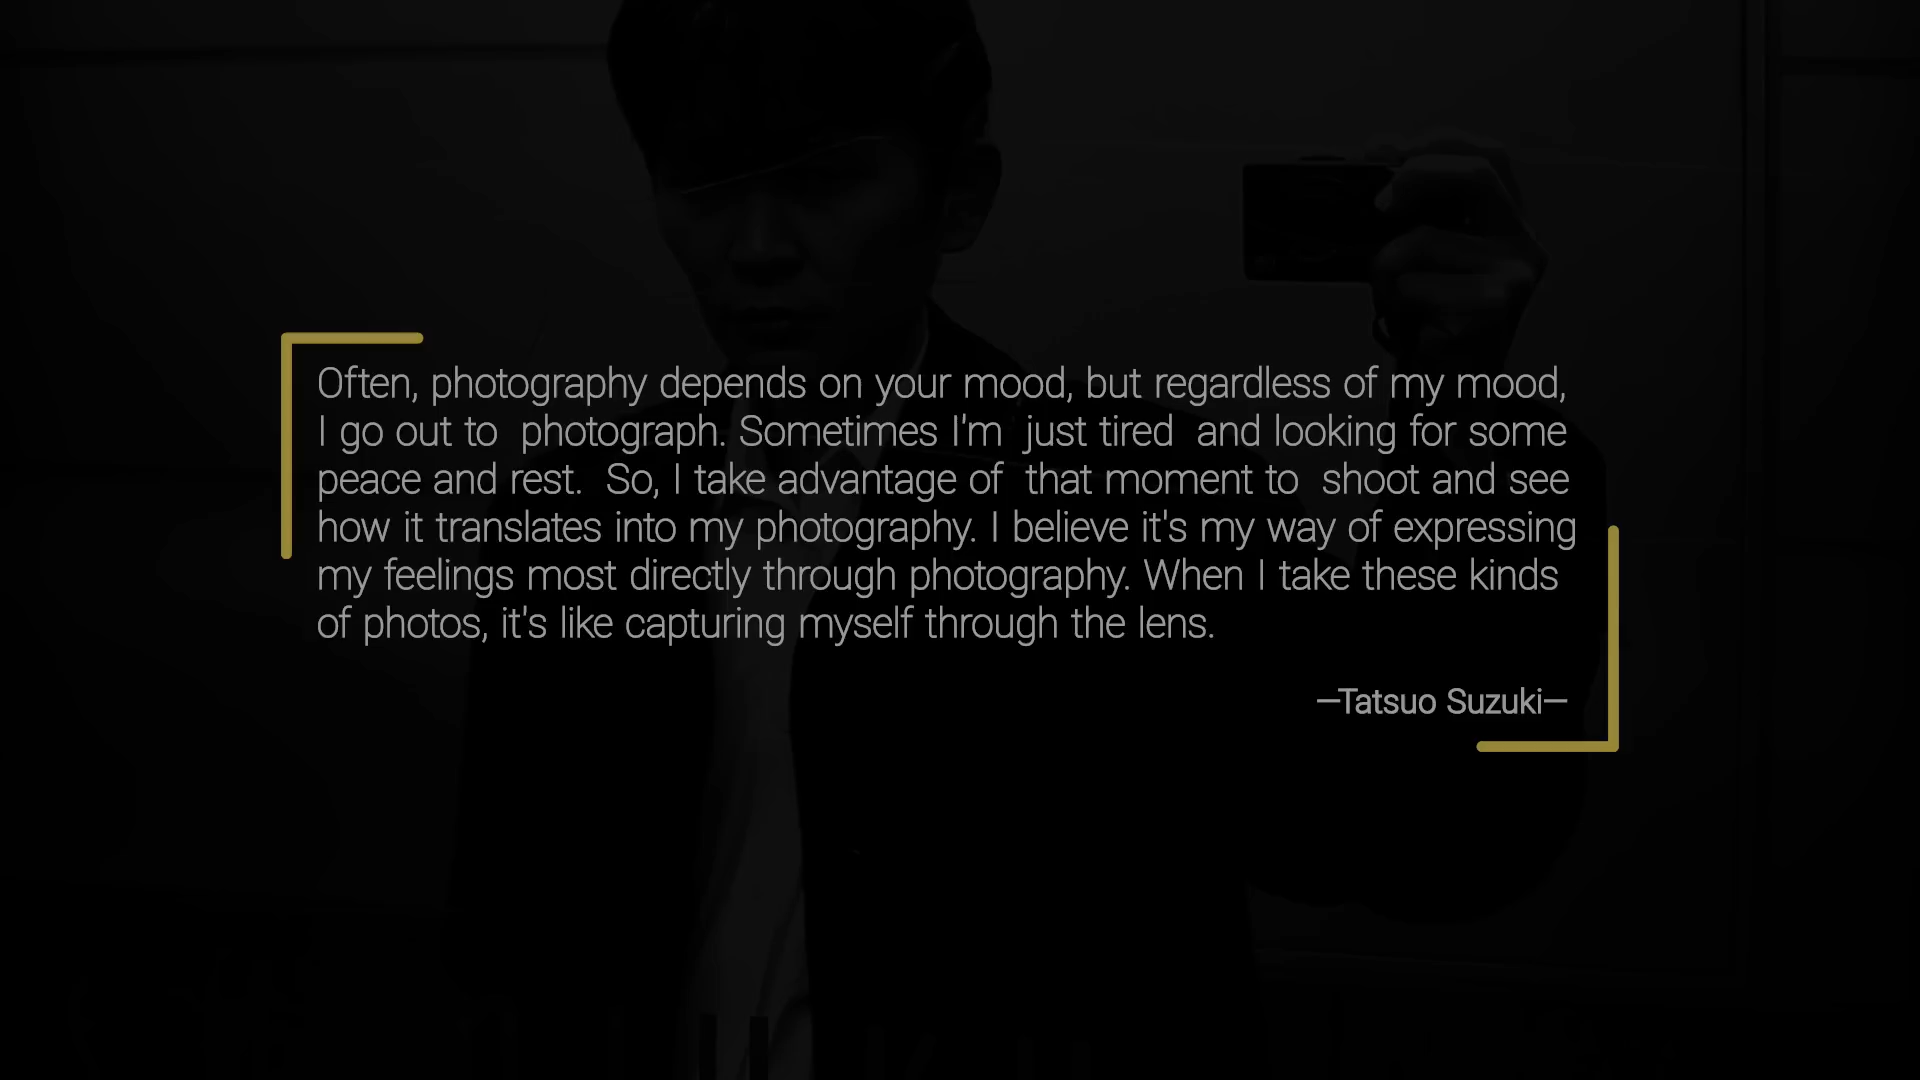 Often, photography depends on your mood, but regardless of my mood,
I go out to  photograph. Sometimes I'm  just tired  and looking for some
peace and rest.  So, I take advantage of  that moment to  shoot and see
how it translates into my photography. I believe it's my way of expressing
my feelings most directly through photography. When I take these kinds
of photos, it's like capturing myself through the lens.
—Tatsuo Suzuki—